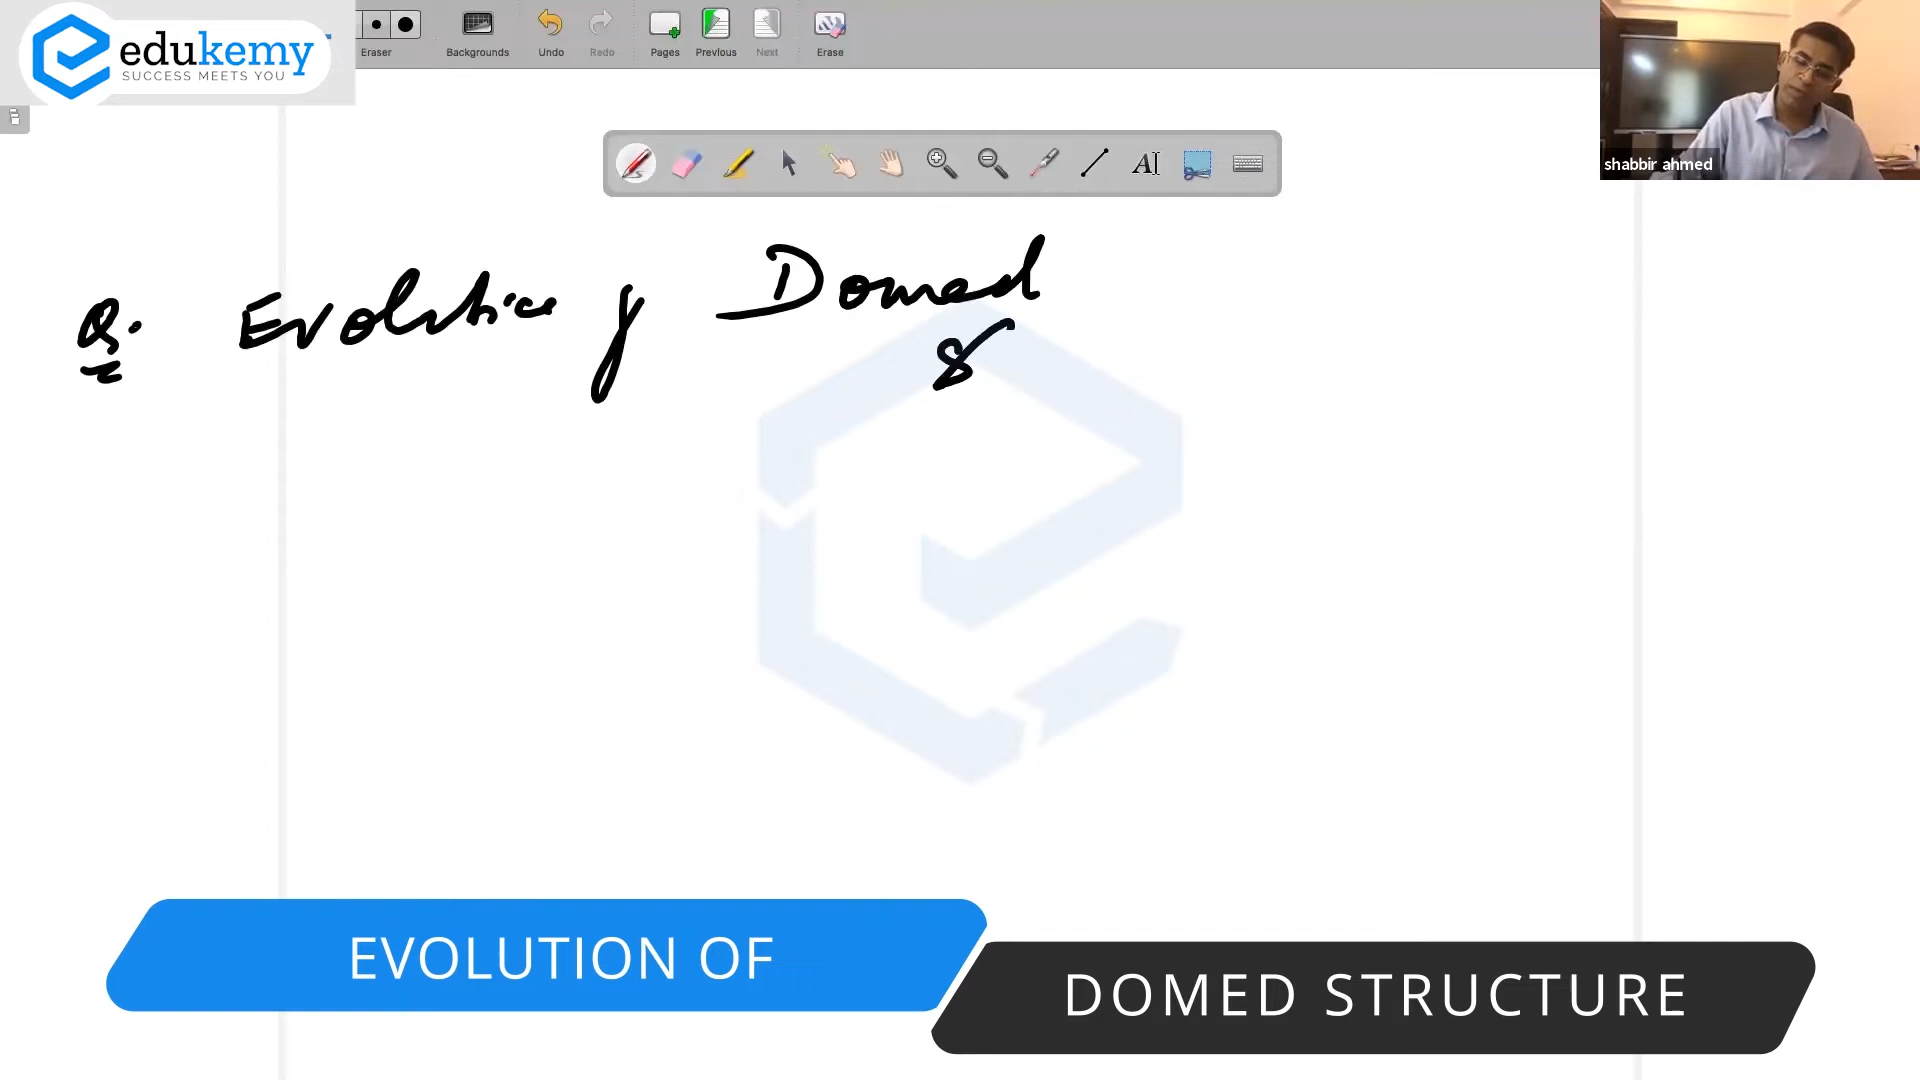 edukemy
SUCCESS MEETS YOU
Eraser
Backgrounds
Undo
Redo
Pages
Previous
Next
Erase
shabbir ahmed
Q. Evolution of Domed
S
EVOLUTION OF
DOMED STRUCTURE